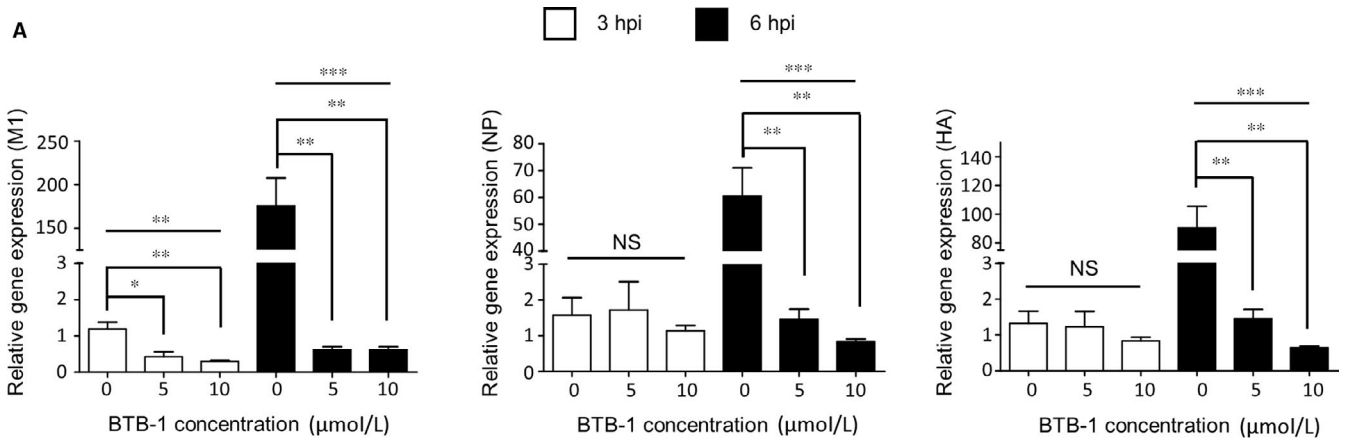 A
3 hpi
6 hpi
Relative gene expression (M1)
250
200
150
3
2
1
0
***
**
**
**
**
*
0 5 10 0 5 10
BTB-1 concentration (μmol/L)
Relative gene expression (NP)
80
70
60
50
40
3
2
1
0
***
**
**
NS
0 5 10 0 5 10
BTB-1 concentration (μmol/L)
Relative gene expression (HA)
140
120
100
80
3
2
1
0
***
**
**
NS
0 5 10 0 5 10
BTB-1 concentration (μmol/L)